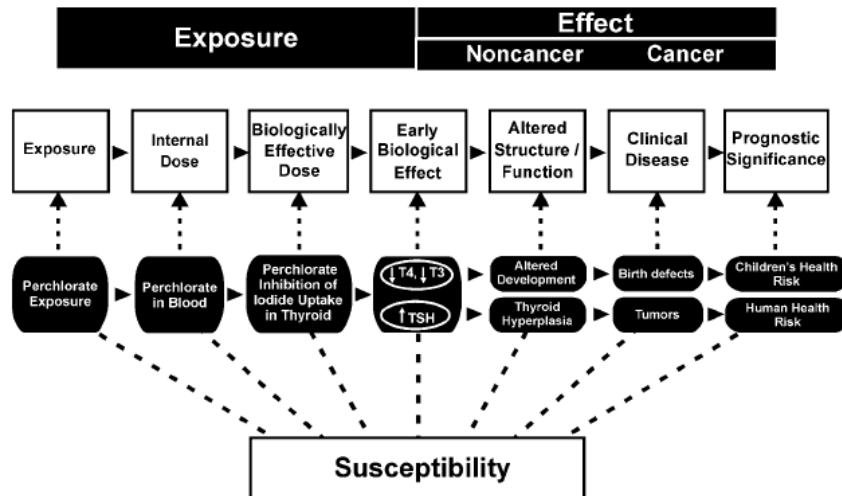 Exposure
Effect
Noncancer Cancer
Exposure
Internal
Dose
Biologically
Effective
Dose
Early
Biological
Effect
Altered
Structure /
Function
Clinical
Disease
Prognostic
Significance
Perchlorate
Exposure
Perchlorate
in Blood
Perchlorate
Inhibition of
Iodide Uptake
in Thyroid
↓ T4, ↓ T3
↑ TSH
Altered
Development
Birth defects
Children's Health
Risk
Thyroid
Hyperplasia
Tumors
Human Health
Risk
Susceptibility